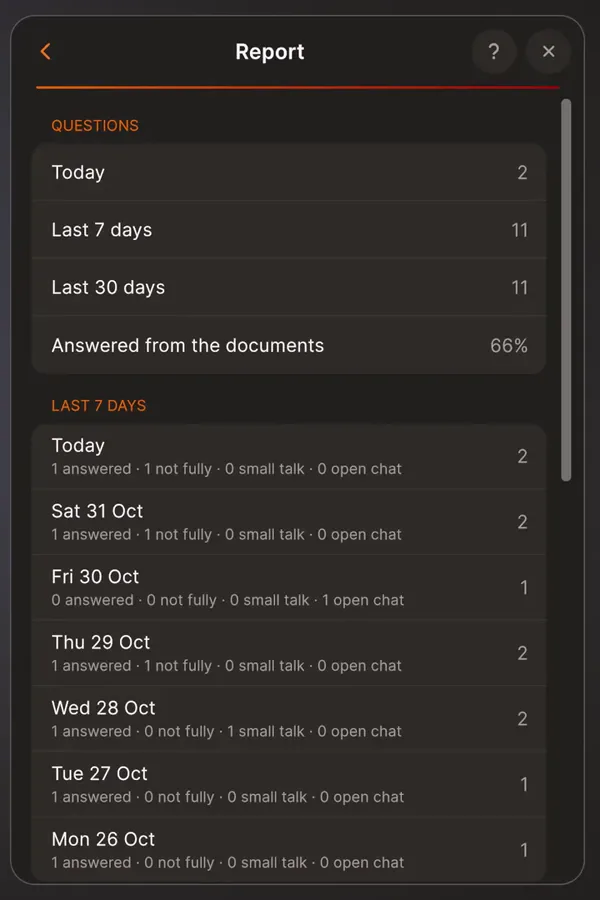 Report
?
QUESTIONS
Today 2
Last 7 days 11
Last 30 days 11
Answered from the documents 66%
LAST 7 DAYS
Today 2
1 answered · 1 not fully · 0 small talk · 0 open chat
Sat 31 Oct 2
1 answered · 1 not fully · 0 small talk · 0 open chat
Fri 30 Oct 1
0 answered · 0 not fully · 0 small talk · 1 open chat
Thu 29 Oct 2
1 answered · 1 not fully · 0 small talk · 0 open chat
Wed 28 Oct 2
1 answered · 0 not fully · 1 small talk · 0 open chat
Tue 27 Oct 1
1 answered · 0 not fully · 0 small talk · 0 open chat
Mon 26 Oct 1
1 answered · 0 not fully · 0 small talk · 0 open chat